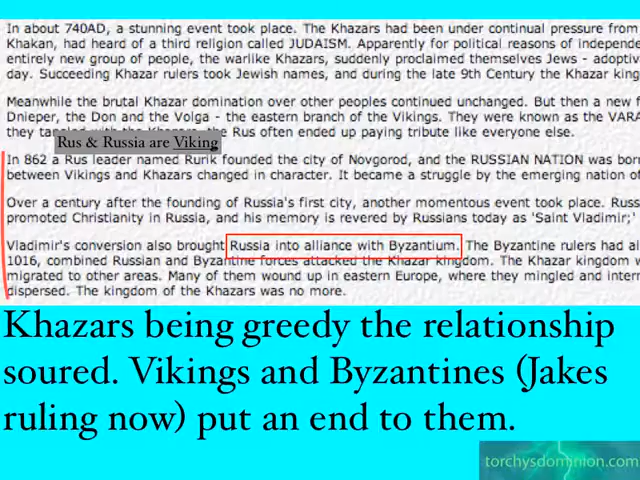 In about 740AD, a stunning event took place. The Khazars had been under continual pressure from
Khakan, had heard of a third religion called JUDAISM. Apparently for political reasons of independe
entirely new group of people, the warlike Khazars, suddenly proclaimed themselves Jews - adoptiv
day. Succeeding Khazar rulers took Jewish names, and during the late 9th Century the Khazar king
Meanwhile the brutal Khazar domination over other peoples continued unchanged. But then a new f
Dnieper, the Don and the Volga - the eastern branch of the Vikings. They were known as the VARA
they tangled with the Khazars, the Rus often ended up paying tribute like everyone else.
Rus & Russia are Viking
In 862 a Rus leader named Rurik founded the city of Novgorod, and the RUSSIAN NATION was bor
between Vikings and Khazars changed in character. It became a struggle by the emerging nation of
Over a century after the founding of Russia's first city, another momentous event took place. Russ
promoted Christianity in Russia, and his memory is revered by Russians today as 'Saint Vladimir;'
Vladimir's conversion also brought Russia into alliance with Byzantium. The Byzantine rulers had al
1016, combined Russian and Byzantine forces attacked the Khazar kingdom. The Khazar kingdom w
migrated to other areas. Many of them wound up in eastern Europe, where they mingled and interr
dispersed. The kingdom of the Khazars was no more.
Khazars being greedy the relationship
soured. Vikings and Byzantines (Jakes
ruling now) put an end to them.
torchysdominion.com